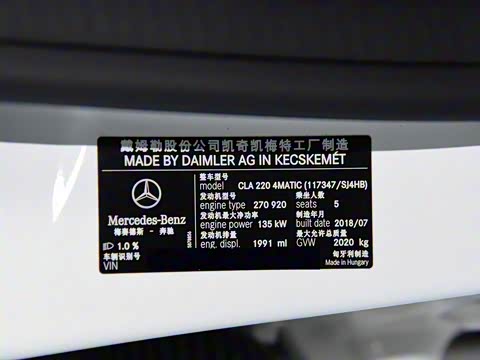 戴姆勒股份公司凯奇凯梅特工厂制造
MADE BY DAIMLER AG IN KECSKEMÉT
整车型号
model CLA 220 4MATIC (117347/SJ4HB)
发动机型号 乘坐人数
engine type 270 920 seats 5
发动机最大净功率 制造年月
engine power 135 kW built in 2018/07
发动机排量 最大允许总质量
eng. displ. 1991 ml GVW 2020 kg
Mercedes-Benz
梅赛德斯 - 奔驰
1.0 %
车辆识别号
VIN
匈牙利制造
Made in Hungary